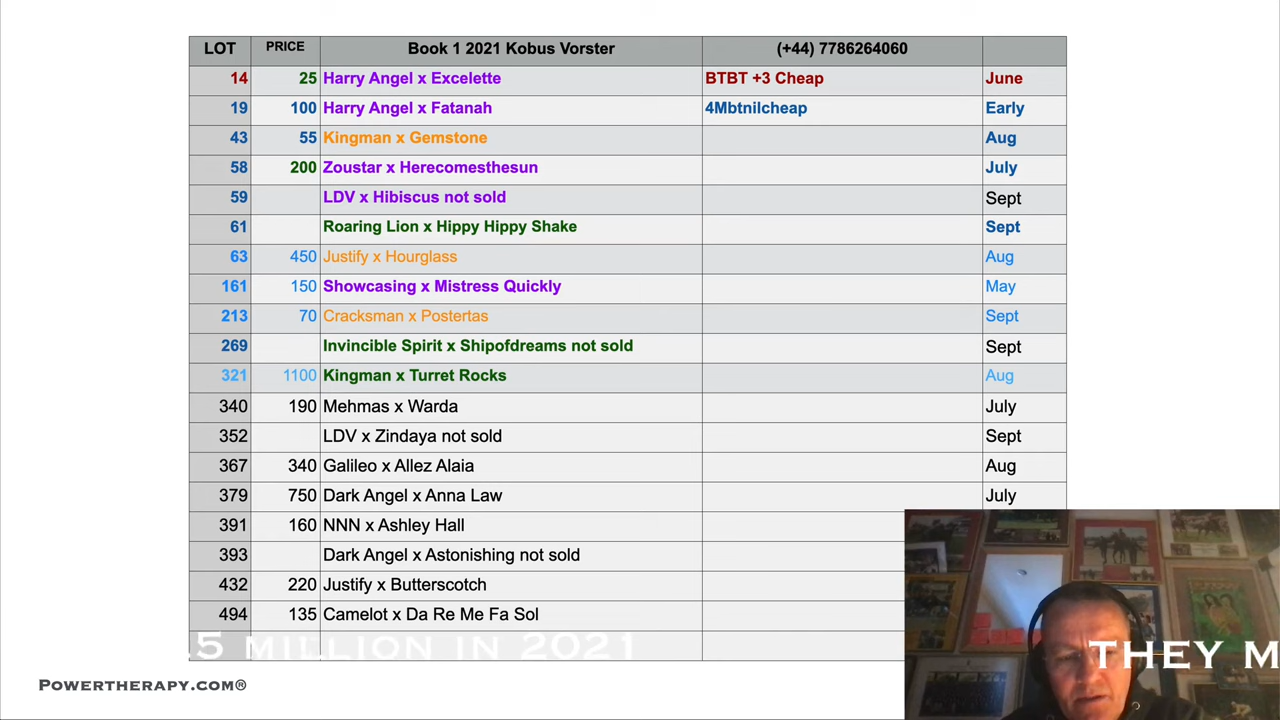 LOT PRICE Book 1 2021 Kobus Vorster (+44) 7786264060
14 25 Harry Angel x Excelette BTBT +3 Cheap June
19 100 Harry Angel x Fatanah 4Mbtnilcheap Early
43 55 Kingman x Gemstone Aug
58 200 Zoustar x Herecomesthesun July
59 LDV x Hibiscus not sold Sept
61 Roaring Lion x Hippy Hippy Shake Sept
63 450 Justify x Hourglass Aug
161 150 Showcasing x Mistress Quickly May
213 70 Cracksman x Postertas Sept
269 Invincible Spirit x Shipofdreams not sold Sept
321 1100 Kingman x Turret Rocks Aug
340 190 Mehmas x Warda July
352 LDV x Zindaya not sold Sept
367 340 Galileo x Allez Alaia Aug
379 750 Dark Angel x Anna Law July
391 160 NNN x Ashley Hall
393 Dark Angel x Astonishing not sold
432 220 Justify x Butterscotch
494 135 Camelot x Da Re Me Fa Sol
.5 MILLION IN 2021 THEY M
POWERTHERAPY.COM®